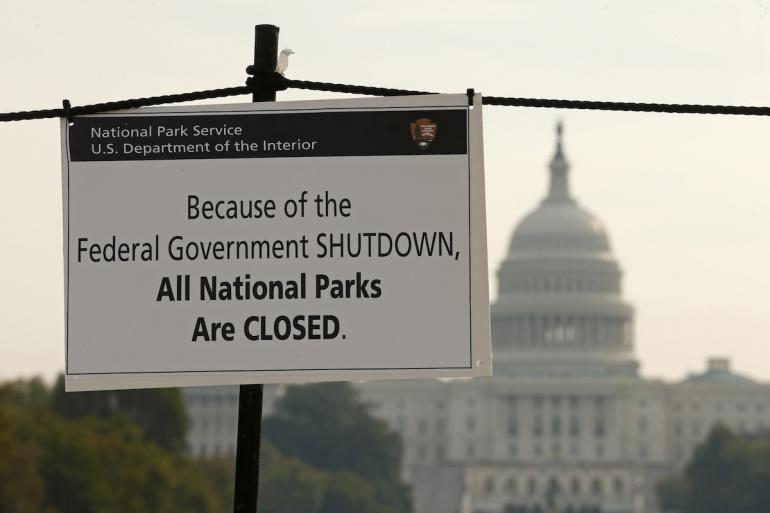 National Park Service
U.S. Department of the Interior
Because of the
Federal Government SHUTDOWN,
All National Parks
Are CLOSED.